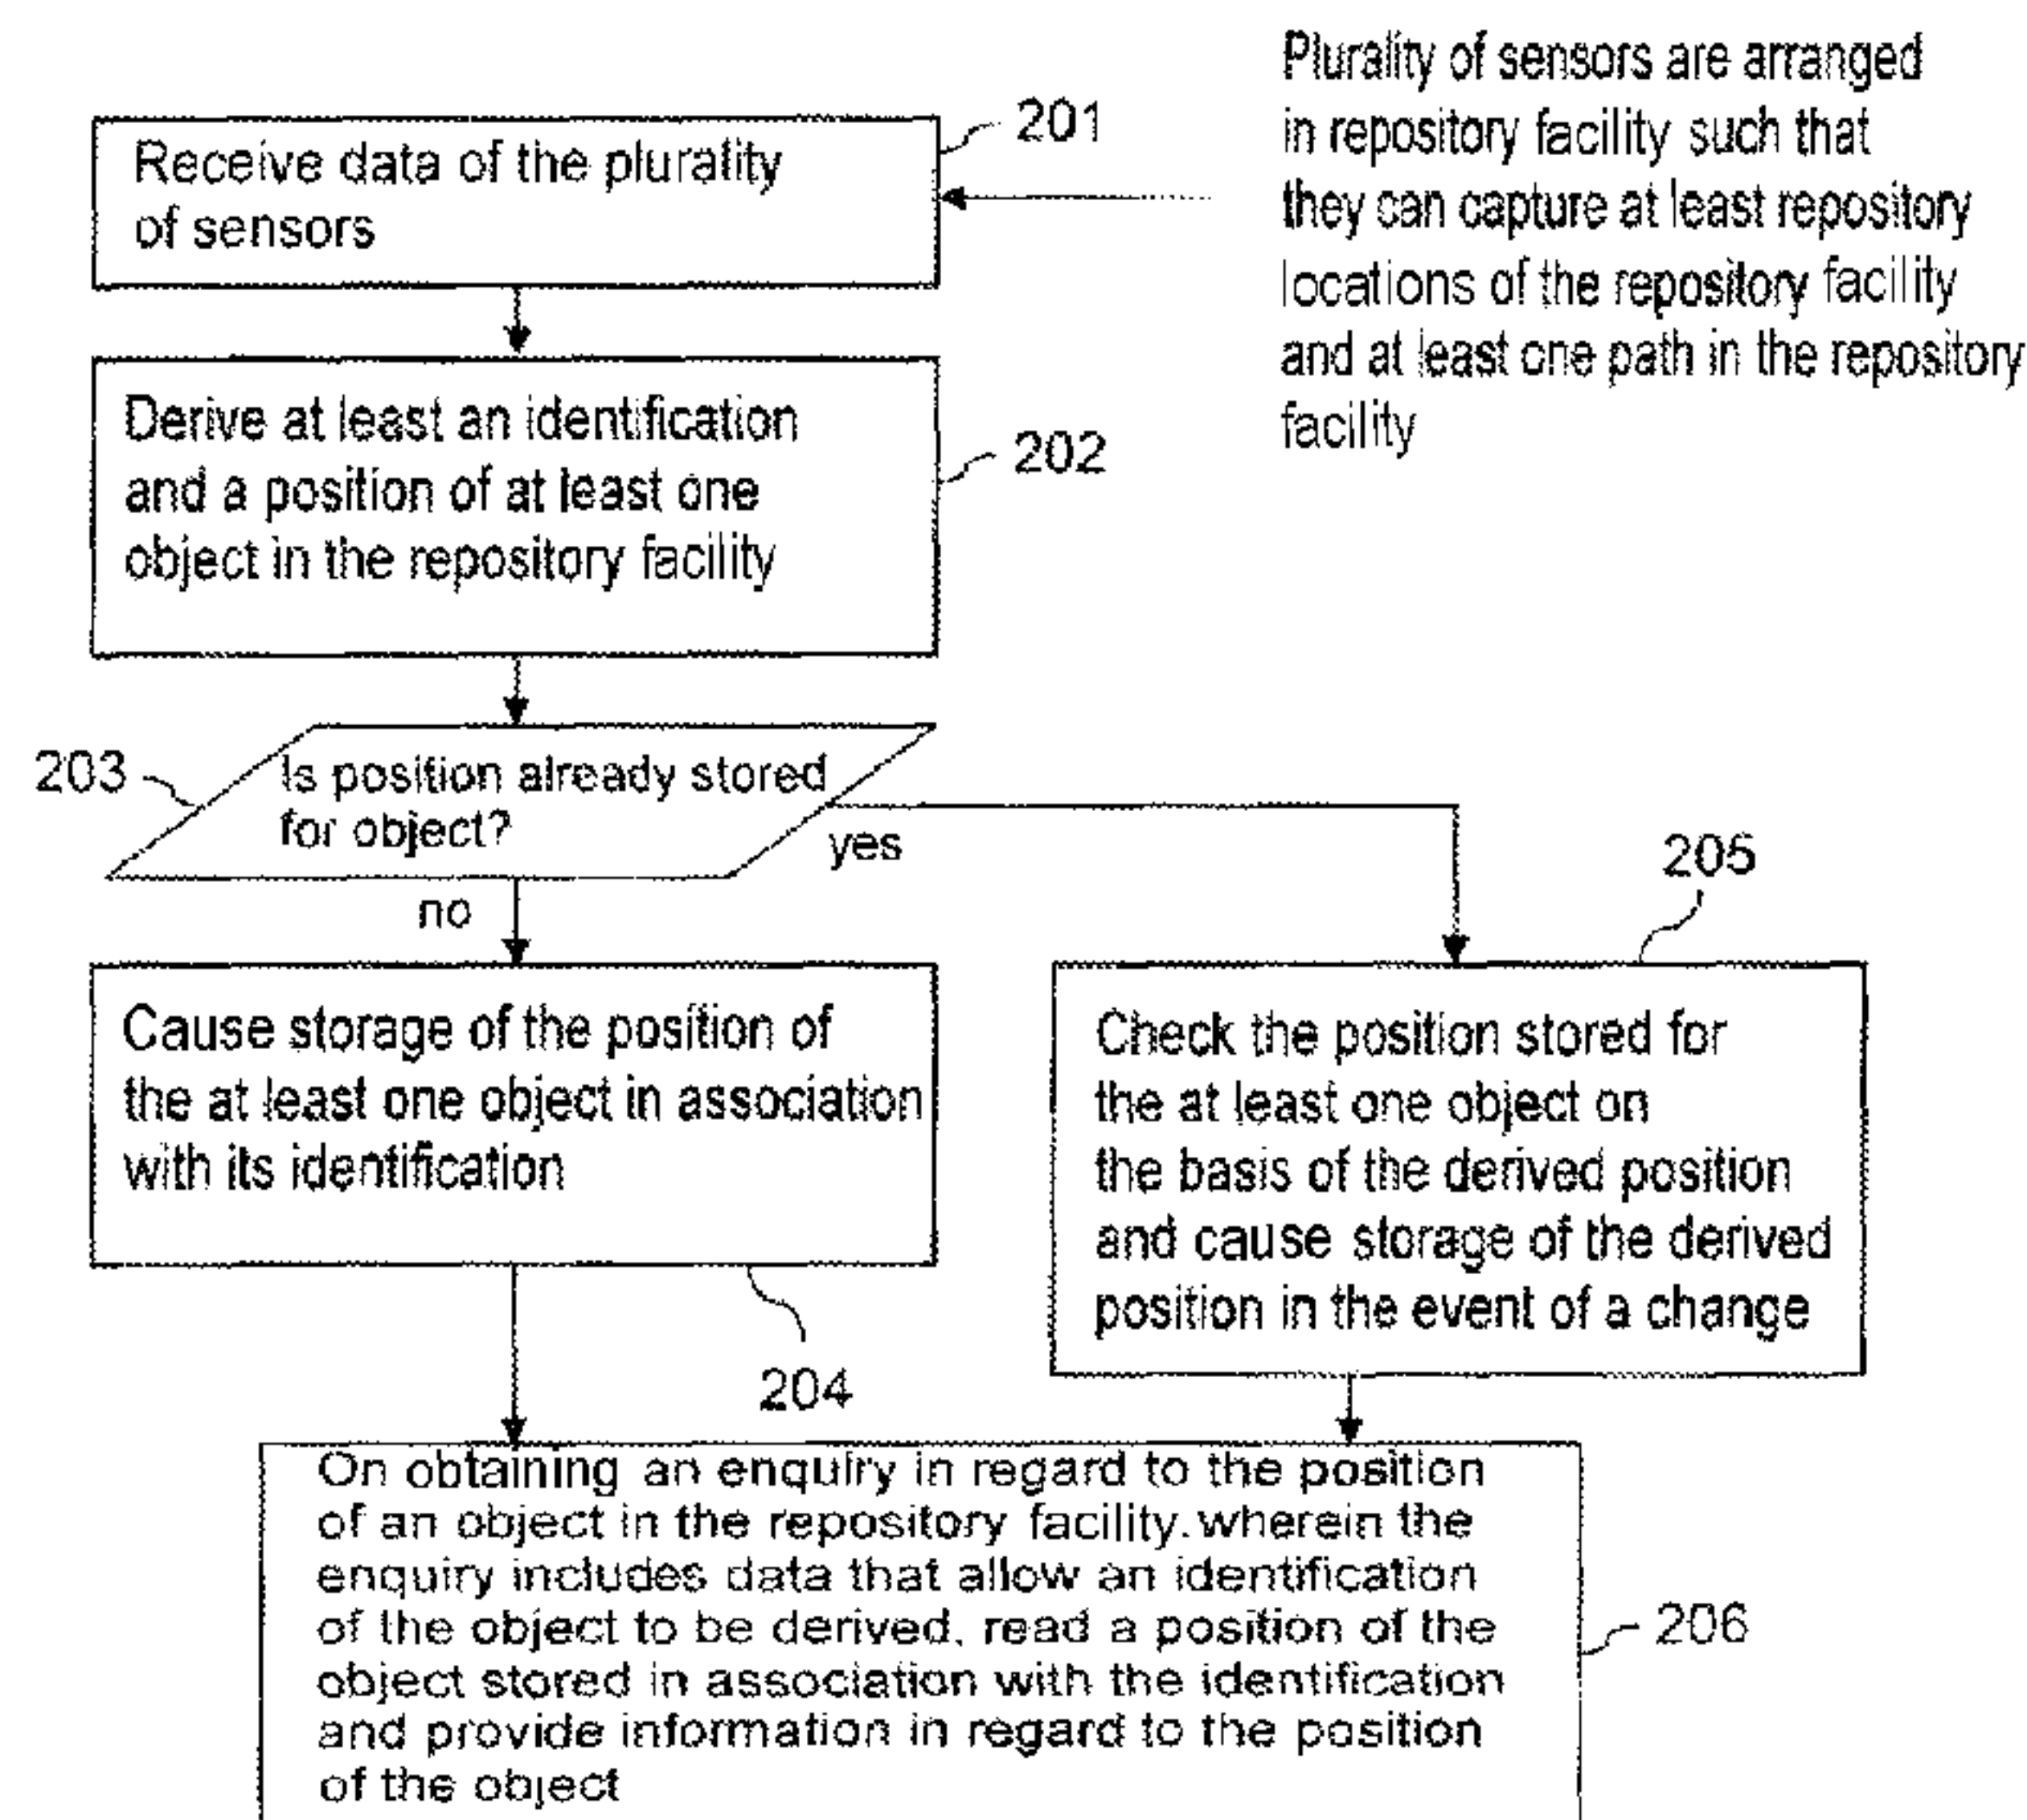 Plurality of sensors are arranged
in repository facility such that
they can capture at least repository
locations of the repository facility
and at least one path in the repository
facility
201
Receive data of the plurality
of sensors
202
Derive at least an identification
and a position of at least one
object in the repository facility
203
Is position already stored
for object?
yes
no
204
Cause storage of the position of
the at least one object in association
with its identification
205
Check the position stored for
the at least one object on
the basis of the derived position
and cause storage of the derived
position in the event of a change
206
On obtaining an enquiry in regard to the position
of an object in the repository facility.wherein the
enquiry includes data that allow an identification
of the object to be derived, read a position of the
object stored in association with the identification
and provide information in regard to the position
of the object